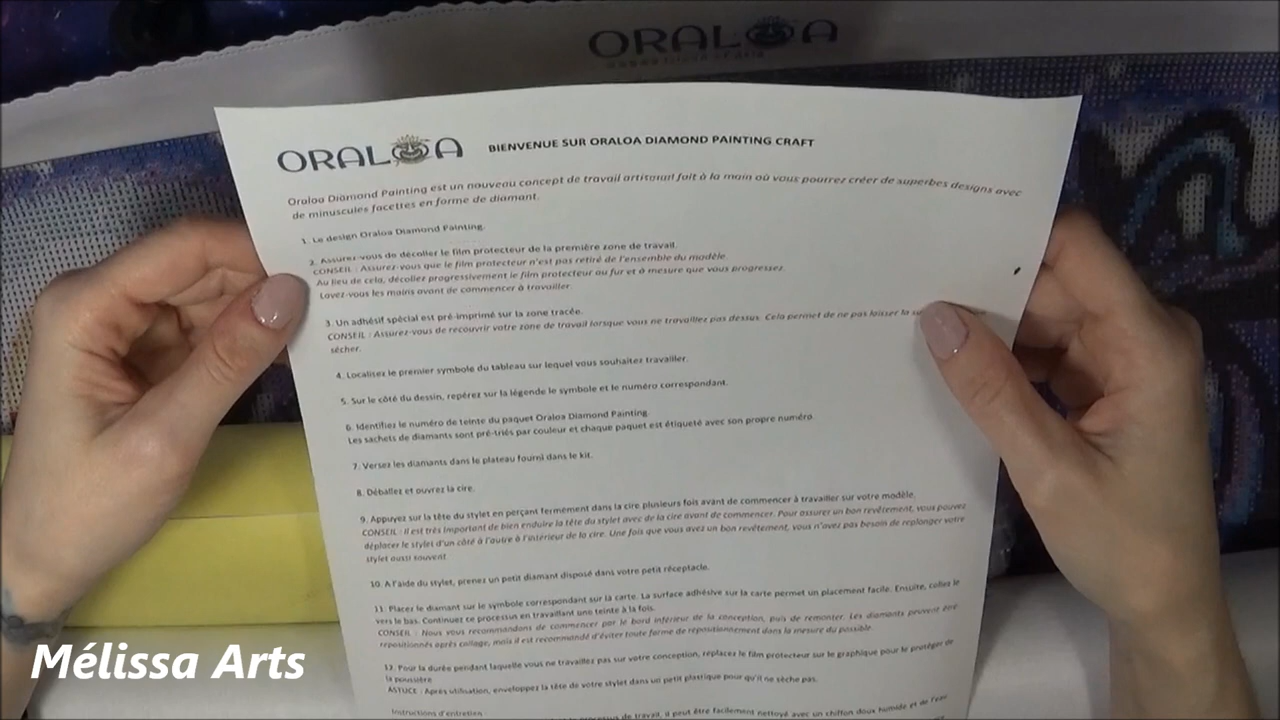 ORALOA
ORALOA
BIENVENUE SUR ORALOA DIAMOND PAINTING CRAFT
Oraloa Diamond Painting est un nouveau concept de travail artisanal fait à la main où vous pourrez créer de superbes designs avec
de minuscules facettes en forme de diamant.
1. Le design Oraloa Diamond Painting.
2. Assurez-vous de décoller le film protecteur de la première zone de travail.
CONSEIL : Assurez-vous que le film protecteur n'est pas retiré de l'ensemble du modèle.
Au lieu de cela, décollez progressivement le film protecteur au fur et à mesure que vous progressez.
Lavez-vous les mains avant de commencer à travailler.
3. Un adhésif spécial est pré-imprimé sur la zone tracée.
CONSEIL : Assurez-vous de recouvrir votre zone de travail lorsque vous ne travaillez pas dessus. Cela permet de ne pas laisser la
sécher.
4. Localisez le premier symbole du tableau sur lequel vous souhaitez travailler.
5. Sur le côté du dessin, repérez sur la légende le symbole et le numéro correspondant.
6. Identifiez le numéro de teinte du paquet Oraloa Diamond Painting.
Les sachets de diamants sont pré-triés par couleur et chaque paquet est étiqueté avec son propre numéro.
7. Versez les diamants dans le plateau fourni dans le kit.
8. Déballez et ouvrez la cire.
9. Appuyez sur la tête du stylet en perçant fermement dans la cire plusieurs fois avant de commencer à travailler sur votre modèle.
CONSEIL : Il est très important de bien enduire la tête du stylet avec de la cire avant de commencer. Pour assurer un bon revêtement, vous pouvez
déplacer le stylet d'un côté à l'autre à l'intérieur de la cire. Une fois que vous avez un bon revêtement, vous n'avez pas besoin de replonger votre
stylet aussi souvent.
10. A l'aide du stylet, prenez un petit diamant disposé dans votre petit réceptacle.
11. Placer le diamant sur le symbole correspondant sur la carte. La surface adhésive sur la carte permet un placement facile. Ensuite, collez le
vers le bas. Continuez ce processus en travaillant une teinte à la fois.
CONSEIL : Nous vous recommandons de commencer par le bord inférieur de la conception, puis de remonter. Les diamants peuvent être
repositionnés après collage, mais il est recommandé d'éviter toute forme de repositionnement dans la mesure du possible.
12. Pour la durée pendant laquelle vous ne travaillez pas sur votre conception, replacez le film protecteur sur le graphique pour le protéger de
la poussière
ASTUCE : Après utilisation, enveloppez la tête de votre stylet dans un petit plastique pour qu'il ne sèche pas.
Instructions d'entretien
processus de travail, il peut être facilement nettoyé avec un chiffon doux humide et de l'eau
Mélissa Arts